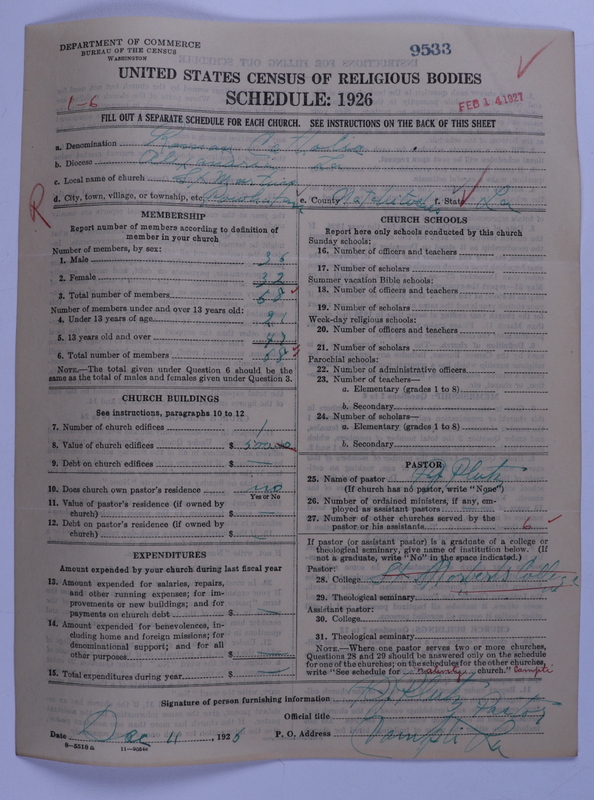 DEPARTMENT OF COMMERCE
BUREAU OF THE CENSUS
WASHINGTON
9533
UNITED STATES CENSUS OF RELIGIOUS BODIES
SCHEDULE: 1926
1-6
FEB 14 1927
FILL OUT A SEPARATE SCHEDULE FOR EACH CHURCH. SEE INSTRUCTIONS ON THE BACK OF THIS SHEET
a. Denomination Roman Catholic
b. Diocese Alexandria La
c. Local name of church
d. City, town, village, or township, etc. e. County Natchitoches f. State La
R
MEMBERSHIP
Report number of members according to definition of member in your church
Number of members, by sex:
1. Male 36
2. Female 32
3. Total number of members 68
Number of members under and over 13 years old:
4. Under 13 years of age 21
5. 13 years old and over 47
6. Total number of members 68
NOTE.—The total given under Question 6 should be the
same as the total of males and females given under Question 3.
CHURCH BUILDINGS
See instructions, paragraphs 10 to 12
7. Number of church edifices 1
8. Value of church edifices $
9. Debt on church edifices $ —
10. Does church own pastor's residence no
Yes or No
11. Value of pastor's residence (if owned by
church) $ —
12. Debt on pastor's residence (if owned by
church) $ —
EXPENDITURES
Amount expended by your church during last fiscal year
13. Amount expended for salaries, repairs,
and other running expenses; for im-
provements or new buildings; and for
payments on church debt $ —
14. Amount expended for benevolences, in-
cluding home and foreign missions; for
denominational support; and for all
other purposes $ —
15. Total expenditures during year $ —
CHURCH SCHOOLS
Report here only schools conducted by this church
Sunday schools:
16. Number of officers and teachers
17. Number of scholars
Summer vacation Bible schools:
18. Number of officers and teachers
19. Number of scholars
Week-day religious schools:
20. Number of officers and teachers
21. Number of scholars
Parochial schools:
22. Number of administrative officers
23. Number of teachers—
a. Elementary (grades 1 to 8)
b. Secondary
24. Number of scholars—
a. Elementary (grades 1 to 8)
b. Secondary
PASTOR
25. Name of pastor
(If church has no pastor, write "None")
26. Number of ordained ministers, if any, em-
ployed as assistant pastors
27. Number of other churches served by the
pastor or his assistants 6
If pastor (or assistant pastor) is a graduate of a college or
theological seminary, give name of institution below. (If
not a graduate, write "No" in the space indicated.)
Pastor:
28. College St. College
29. Theological seminary "
Assistant pastor:
30. College
31. Theological seminary
NOTE.—Where one pastor serves two or more churches,
Questions 28 and 29 should be answered only on the schedule
for one of the churches; on the schedules for the other churches,
write "See schedule for nativity church." Campti
Signature of person furnishing information
Official title Pastor
Date Dec 11, 1926 P. O. Address Campti La
8-5518a 11-9084